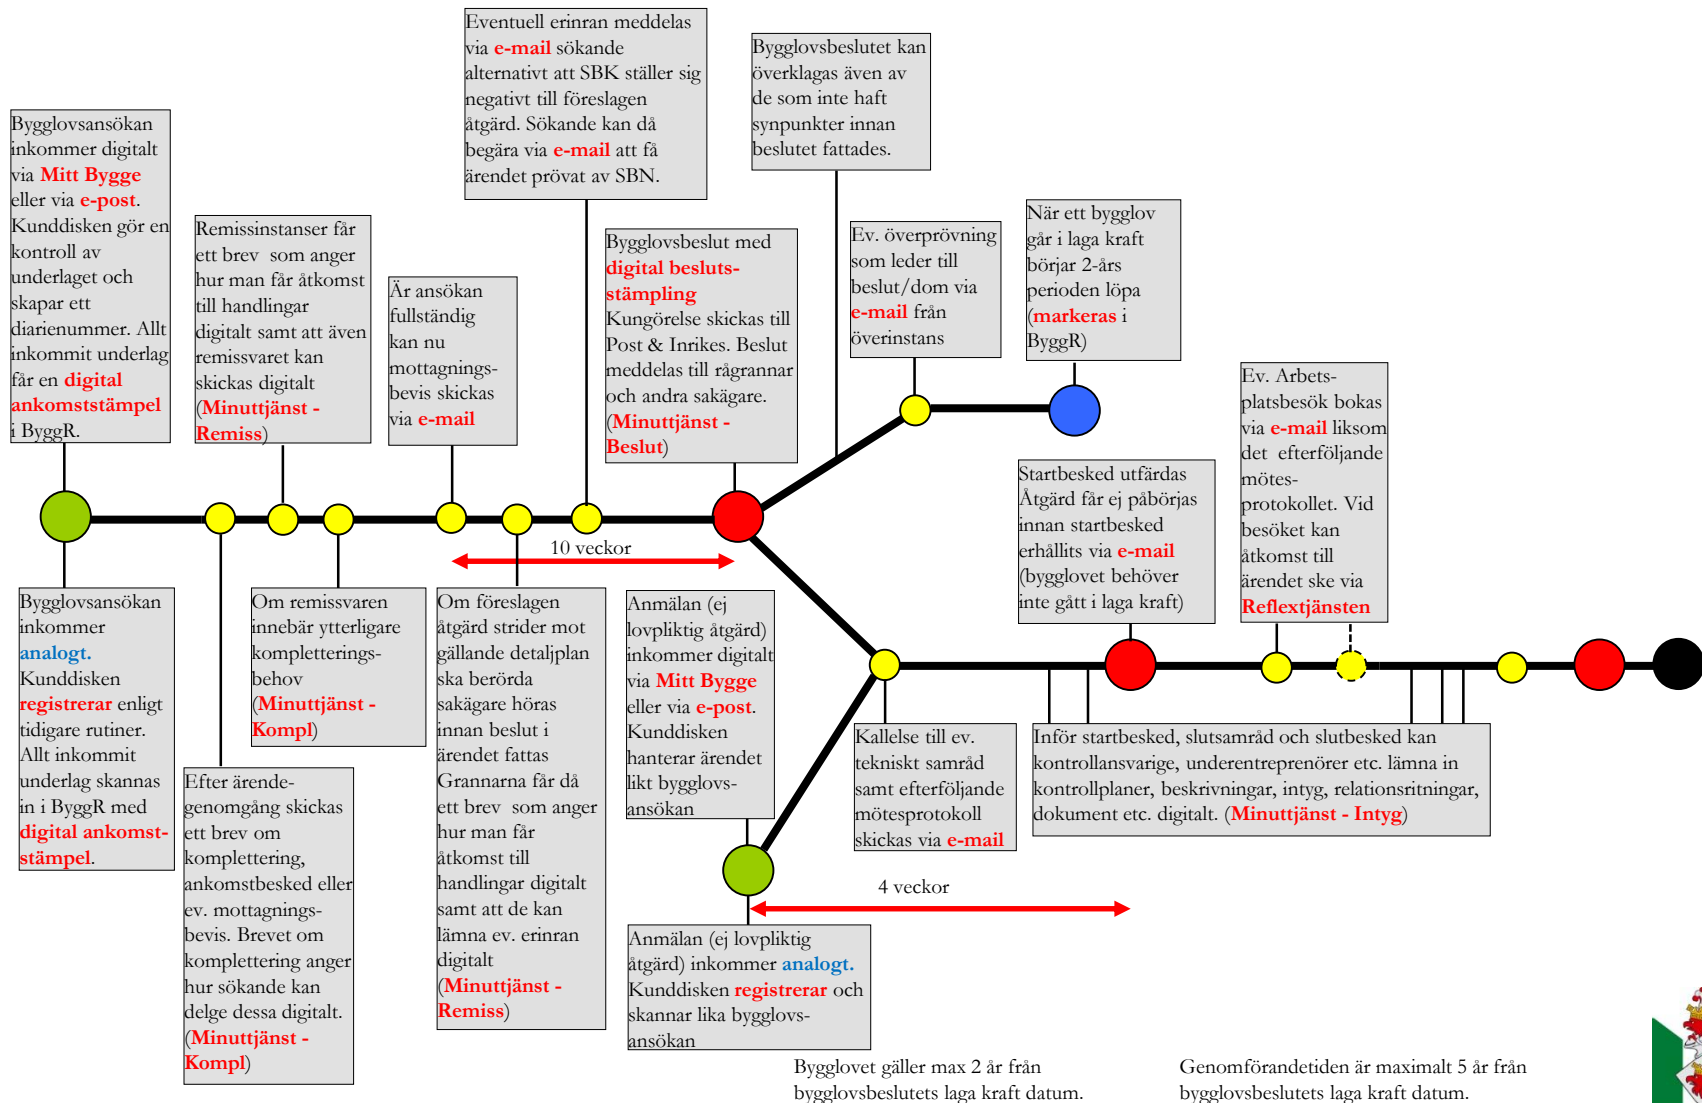 Bygglovsansökan
inkommer digitalt
via Mitt Bygge
eller via e-post.
Kunddisken gör en
kontroll av
underlaget och
skapar ett
diarienummer. Allt
inkommit underlag
får en digital
ankomststämpel
i ByggR.
Remissinstanser får
ett brev  som anger
hur man får åtkomst
till handlingar
digitalt samt att även
remissvaret kan
skickas digitalt
(Minuttjänst -
Remiss)
Är ansökan
fullständig
kan nu
mottagnings-
bevis skickas
via e-mail
Eventuell erinran meddelas
via e-mail sökande
alternativt att SBK ställer sig
negativt till föreslagen
åtgärd. Sökande kan då
begära via e-mail att få
ärendet prövat av SBN.
Bygglovsbeslut med
digital besluts-
stämpling
Kungörelse skickas till
Post & Inrikes. Beslut
meddelas till rågrannar
och andra sakägare.
(Minuttjänst -
Beslut)
Bygglovsbeslutet kan
överklagas även av
de som inte haft
synpunkter innan
beslutet fattades.
Ev. överprövning
som leder till
beslut/dom via
e-mail från
överinstans
När ett bygglov
går i laga kraft
börjar 2-års
perioden löpa
(markeras i
ByggR)
Startbesked utfärdas
Åtgärd får ej påbörjas
innan startbesked
erhållits via e-mail
(bygglovet behöver
inte gått i laga kraft)
Ev. Arbets-
platsbesök bokas
via e-mail liksom
det  efterföljande
mötes-
protokollet. Vid
besöket kan
åtkomst till
ärendet ske via
Reflextjänsten
10 veckor
Bygglovsansökan
inkommer
analogt.
Kunddisken
registrerar enligt
tidigare rutiner.
Allt inkommit
underlag skannas
in i ByggR med
digital ankomst-
stämpel.
Efter ärende-
genomgång skickas
ett brev om
komplettering,
ankomstbesked eller
ev. mottagnings-
bevis. Brevet om
komplettering anger
hur sökande kan
delge dessa digitalt.
(Minuttjänst -
Kompl)
Om remissvaren
innebär ytterligare
kompletterings-
behov
(Minuttjänst -
Kompl)
Om föreslagen
åtgärd strider mot
gällande detaljplan
ska berörda
sakägare höras
innan beslut i
ärendet fattas
Grannarna får då
ett brev  som anger
hur man får
åtkomst till
handlingar digitalt
samt att de kan
lämna ev. erinran
digitalt
(Minuttjänst -
Remiss)
Anmälan (ej
lovpliktig åtgärd)
inkommer digitalt
via Mitt Bygge
eller via e-post.
Kunddisken
hanterar ärendet
likt bygglovs-
ansökan
Kallelse till ev.
tekniskt samråd
samt efterföljande
mötesprotokoll
skickas via e-mail
Inför startbesked, slutsamråd och slutbesked kan
kontrollansvarige, underentreprenörer etc. lämna in
kontrollplaner, beskrivningar, intyg, relationsritningar,
dokument etc. digitalt. (Minuttjänst - Intyg)
4 veckor
Anmälan (ej lovpliktig
åtgärd) inkommer analogt.
Kunddisken registrerar och
skannar lika bygglovs-
ansökan
Bygglovet gäller max 2 år från
bygglovsbeslutets laga kraft datum.
Genomförandetiden är maximalt 5 år från
bygglovsbeslutets laga kraft datum.